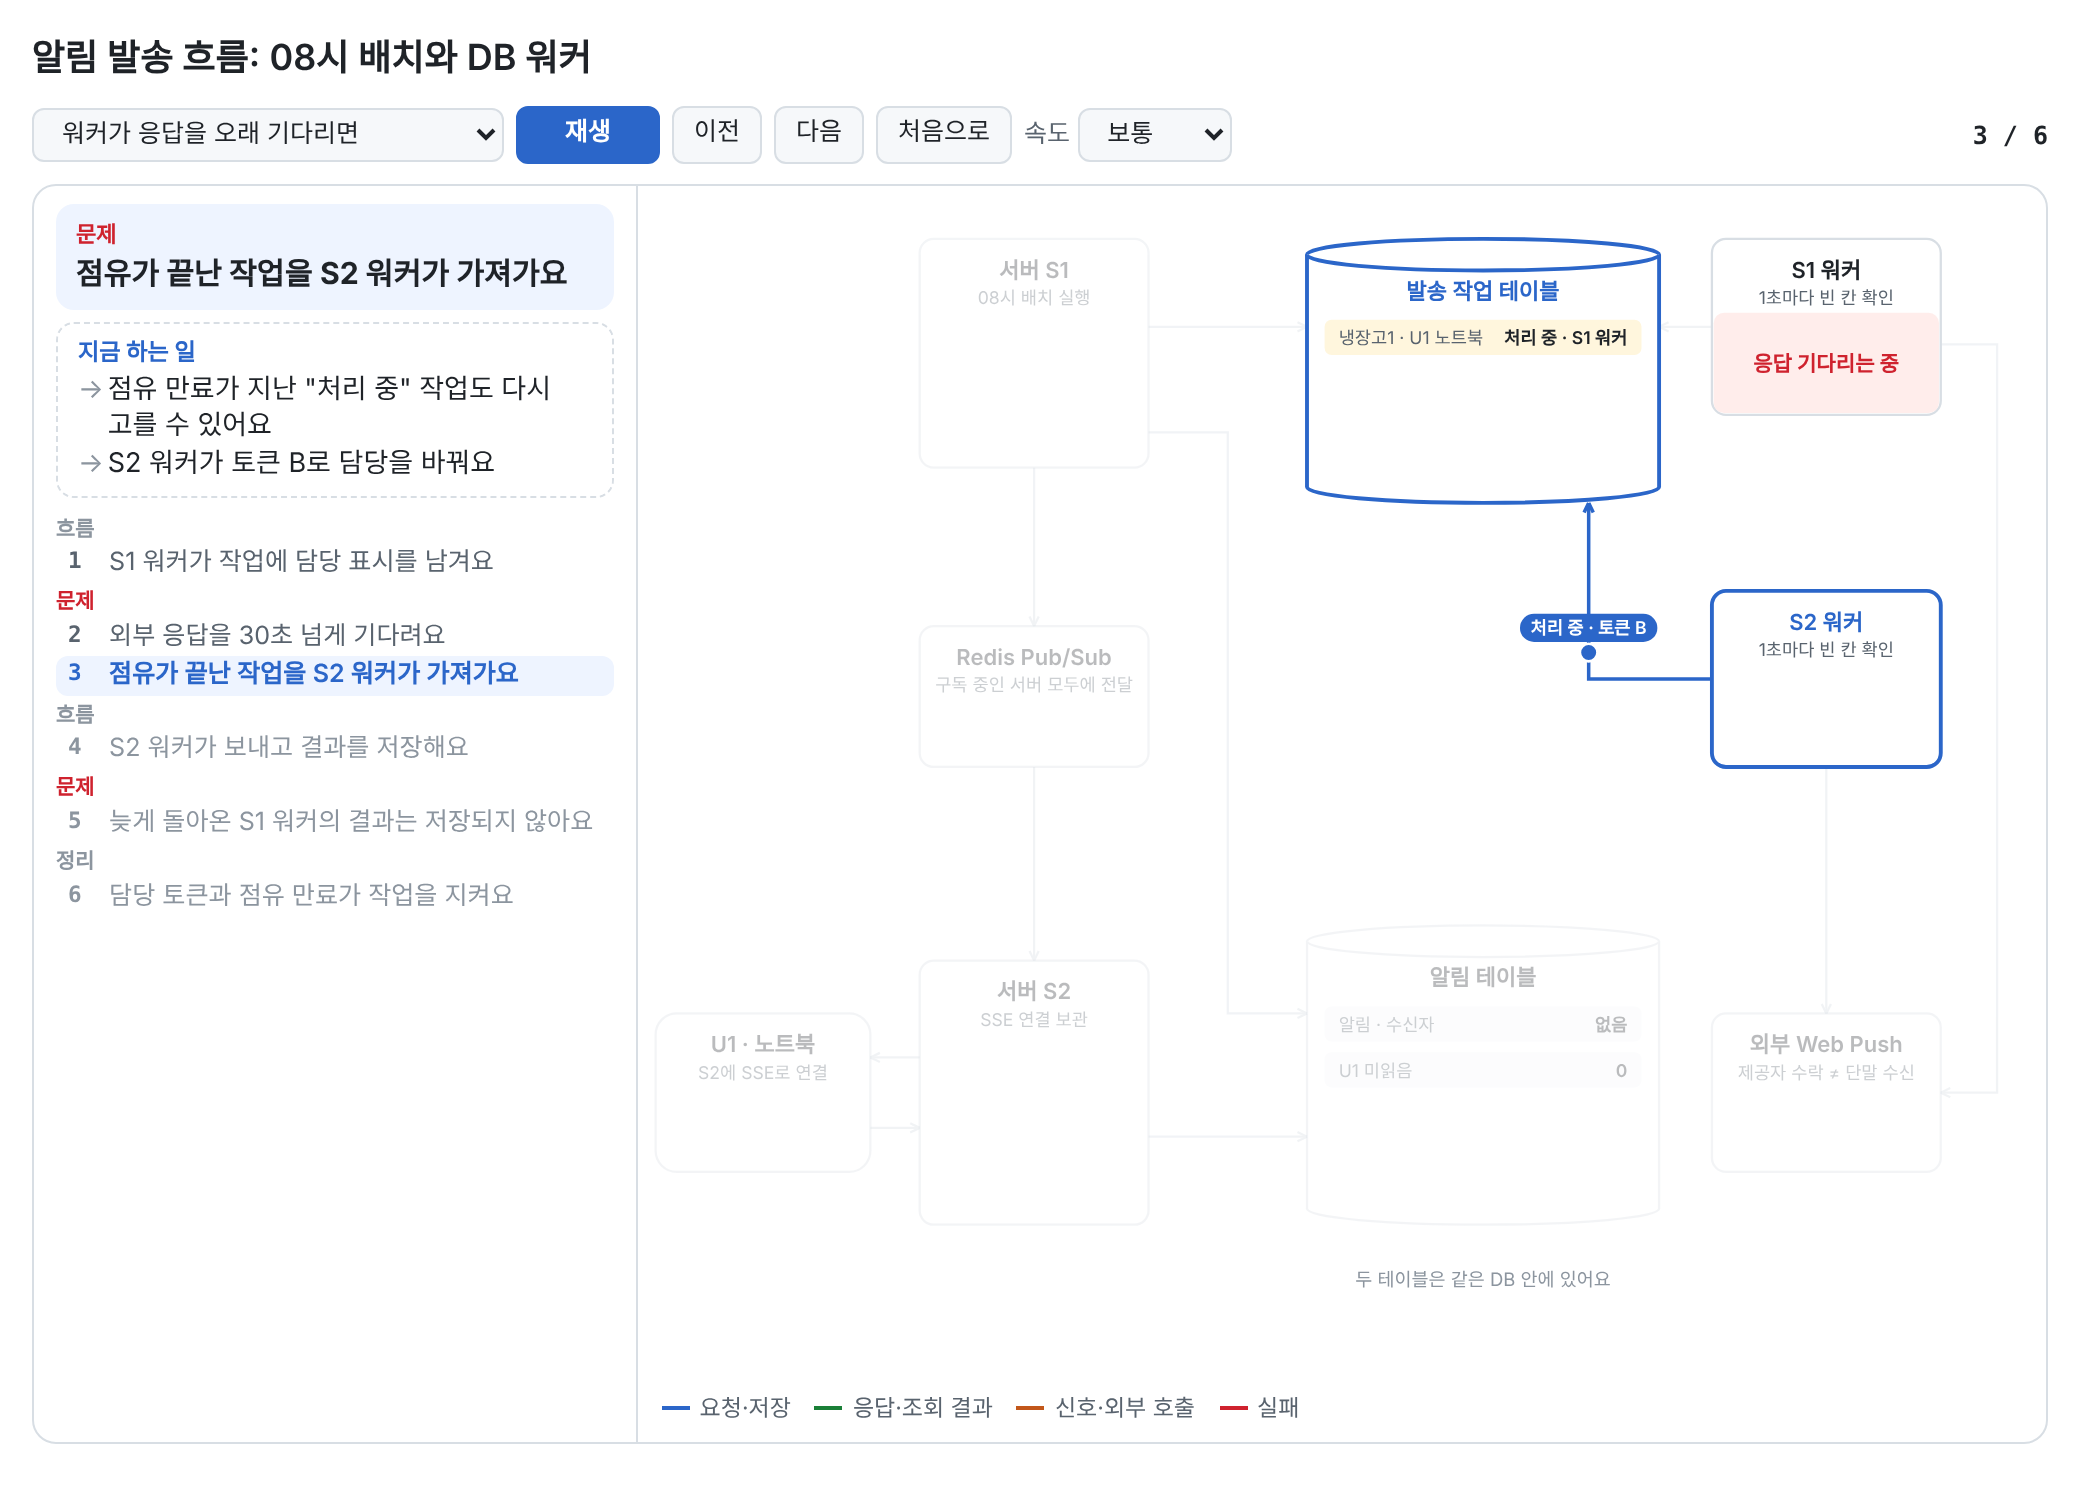 알림 발송 흐름: 08시 배치와 DB 워커
워커가 응답을 오래 기다리면
재생
이전
다음
처음으로
속도
보통
3 / 6
문제
점유가 끝난 작업을 S2 워커가 가져가요
지금 하는 일
→ 점유 만료가 지난 "처리 중" 작업도 다시
고를 수 있어요
→ S2 워커가 토큰 B로 담당을 바꿔요
흐름
1 S1 워커가 작업에 담당 표시를 남겨요
문제
2 외부 응답을 30초 넘게 기다려요
3 점유가 끝난 작업을 S2 워커가 가져가요
흐름
4 S2 워커가 보내고 결과를 저장해요
문제
5 늦게 돌아온 S1 워커의 결과는 저장되지 않아요
정리
6 담당 토큰과 점유 만료가 작업을 지켜요
서버 S1
08시 배치 실행
발송 작업 테이블
냉장고1 · U1 노트북 처리 중 · S1 워커
S1 워커
1초마다 빈 칸 확인
응답 기다리는 중
처리 중 · 토큰 B
S2 워커
1초마다 빈 칸 확인
Redis Pub/Sub
구독 중인 서버 모두에 전달
서버 S2
SSE 연결 보관
U1 · 노트북
S2에 SSE로 연결
알림 테이블
알림 · 수신자 없음
U1 미읽음 0
외부 Web Push
제공자 수락 ≠ 단말 수신
두 테이블은 같은 DB 안에 있어요
요청·저장
응답·조회 결과
신호·외부 호출
실패